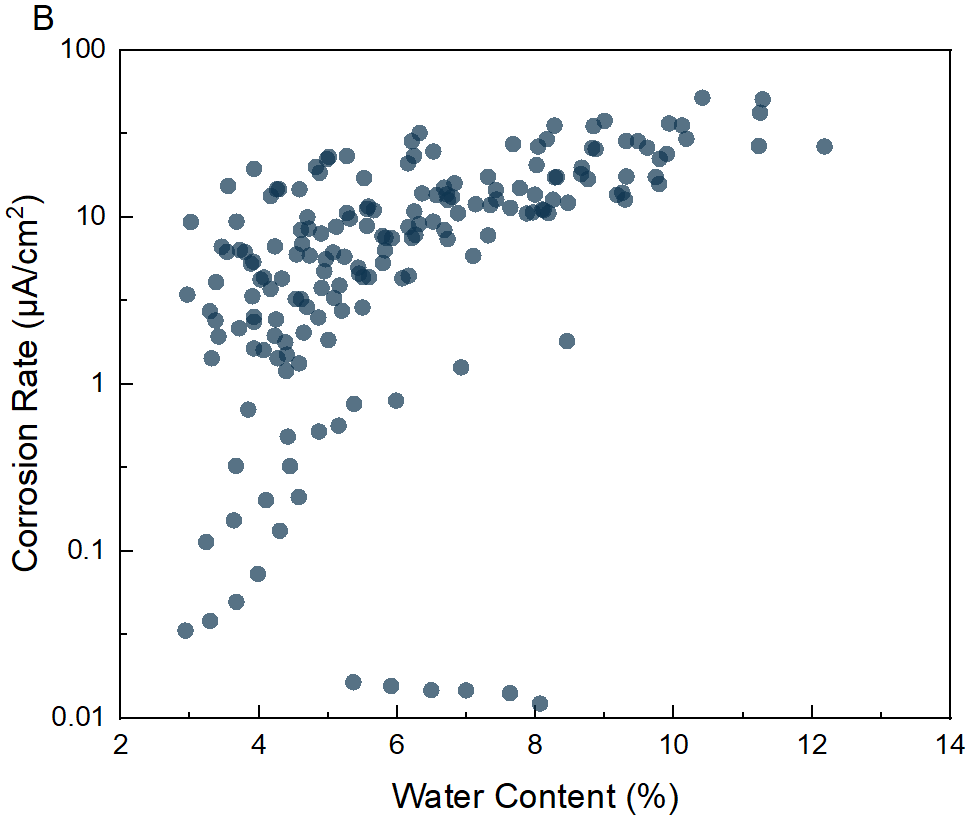 B
100
10
1
0.1
0.01
Corrosion Rate (μA/cm²)
2 4 6 8 10 12 14
Water Content (%)